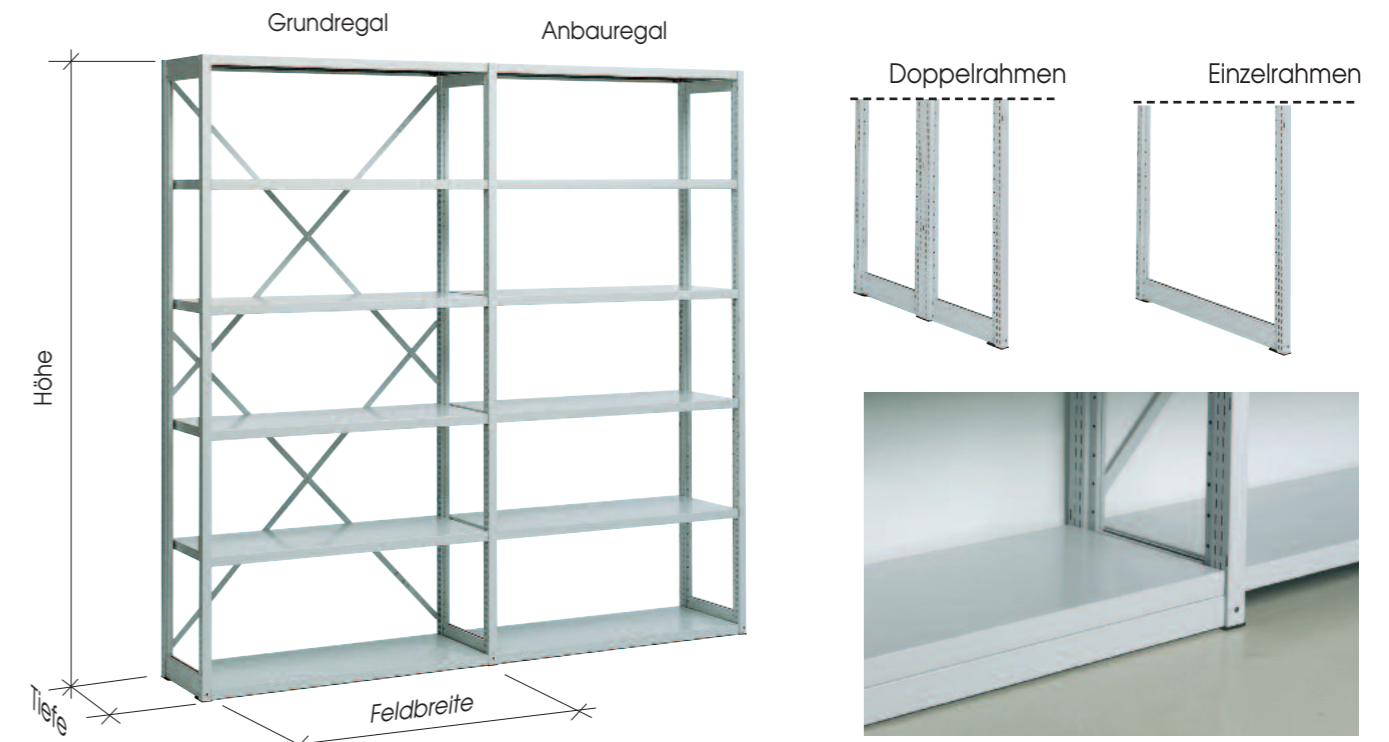 Grundregal
Anbauregal
Doppelrahmen
Einzelrahmen
Höhe
Tiefe
Feldbreite